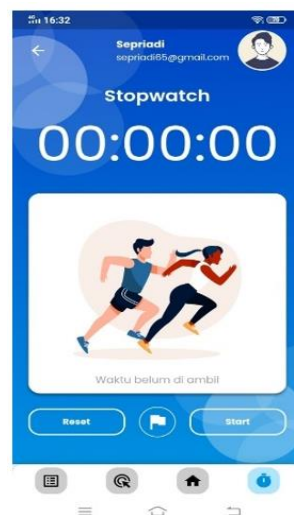 16:32
Sepriadi
sepriadi65@gmail.com
Stopwatch
00:00:00
Waktu belum di ambil
Reset
Start